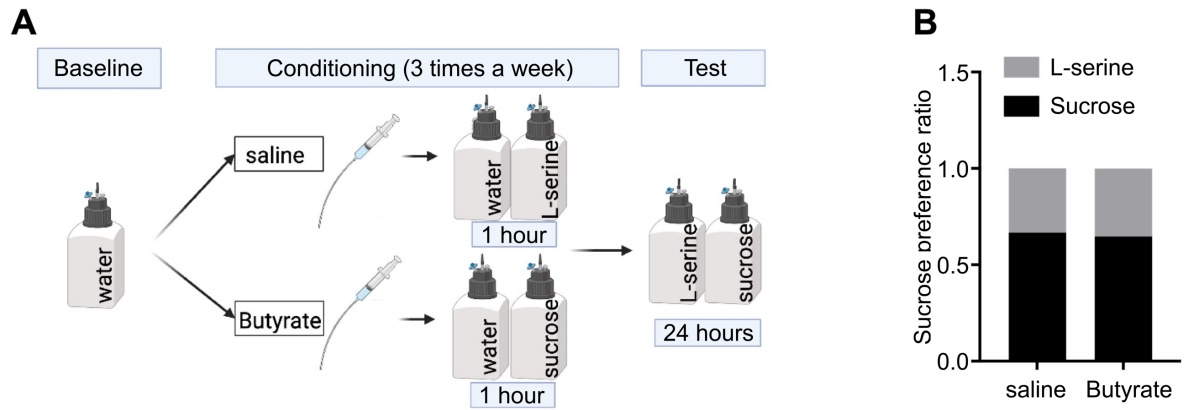 A
Baseline
Conditioning (3 times a week)
Test
saline
water
L-serine
1 hour
water
Butyrate
water
sucrose
1 hour
L-serine
sucrose
24 hours
B
L-serine
Sucrose
Sucrose preference ratio
1.5
1.0
0.5
0.0
saline
Butyrate